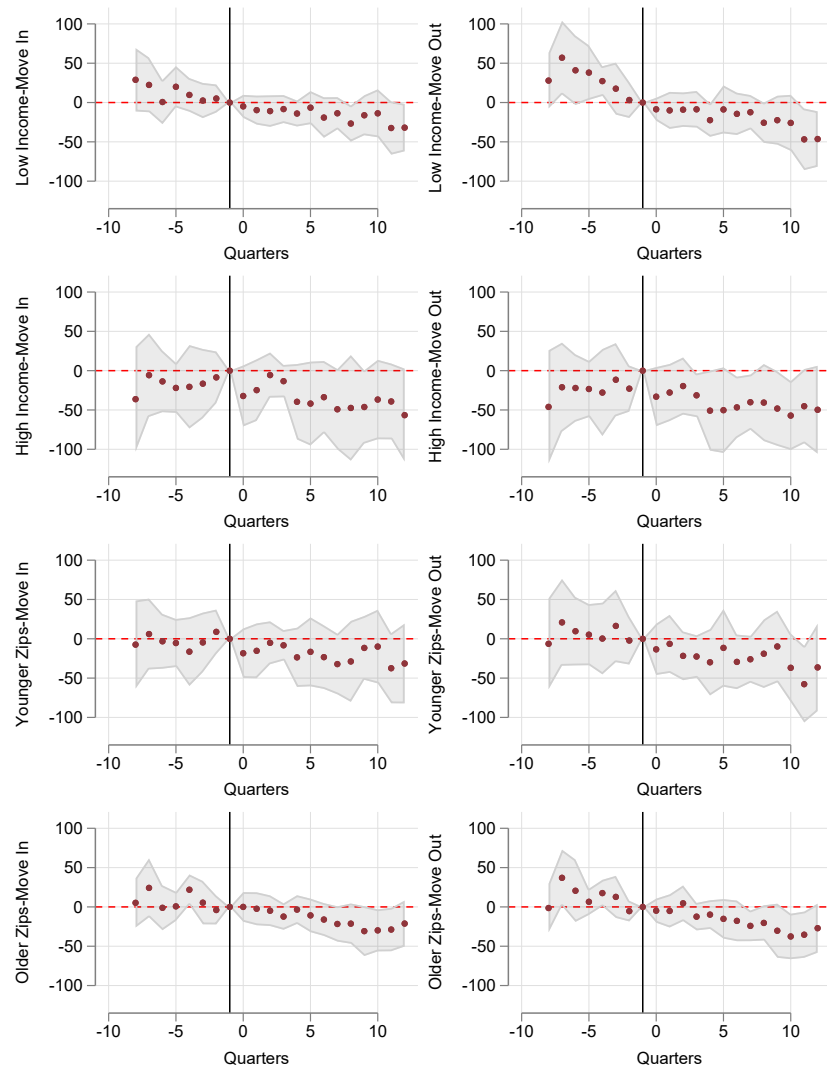 Low Income-Move In
100
50
0
-50
-100
-10 -5 0 5 10
Quarters
Low Income-Move Out
100
50
0
-50
-100
-10 -5 0 5 10
Quarters
High Income-Move In
100
50
0
-50
-100
-10 -5 0 5 10
Quarters
High Income-Move Out
100
50
0
-50
-100
-10 -5 0 5 10
Quarters
Younger Zips-Move In
100
50
0
-50
-100
-10 -5 0 5 10
Quarters
Younger Zips-Move Out
100
50
0
-50
-100
-10 -5 0 5 10
Quarters
Older Zips-Move In
100
50
0
-50
-100
-10 -5 0 5 10
Quarters
Older Zips-Move Out
100
50
0
-50
-100
-10 -5 0 5 10
Quarters